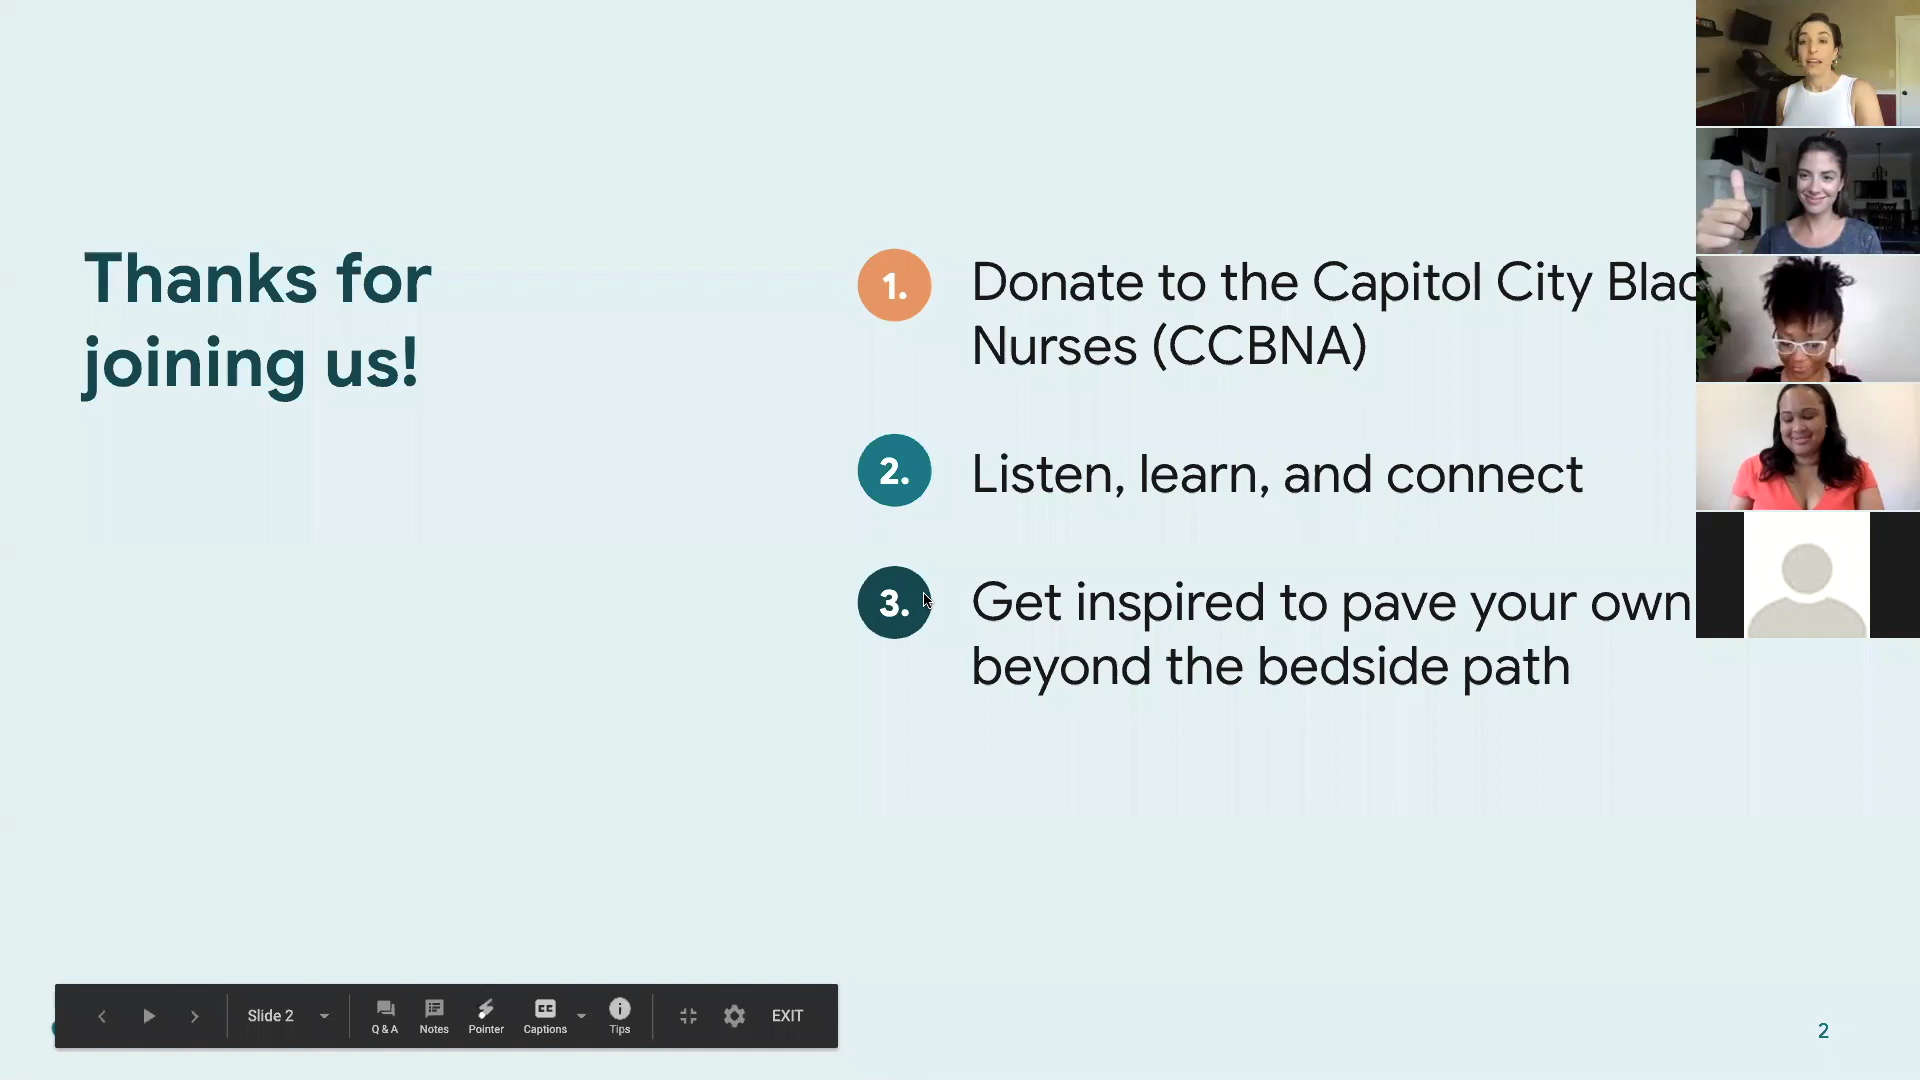 Thanks for
joining us!
1. Donate to the Capitol City
Nurses (CCBNA)
2. Listen, learn, and connect
3. Get inspired to pave your own
beyond the bedside path
Slide 2
Q & A
Notes
Pointer
CC
Captions
Tips
EXIT
2